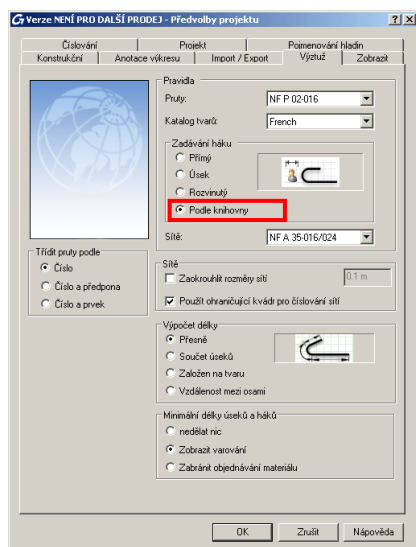 Verze NENÍ PRO DALŠÍ PRODEJ - Předvolby projektu
Číslování Projekt Pojmenování hladin
Konstrukční Anotace výkresu Import / Export Výztuž Zobrazit
Pravidla
Pruty: NF P 02-016
Katalog tvarů: French
Zadávání háku
Přímý
Úsek
Rozvinutý
Podle knihovny
Sítě: NF A 35-016/024
Třídit pruty podle
Číslo
Číslo a předpona
Číslo a prvek
Sítě
Zaokrouhlit rozměry sítí 0.1 m
Použít ohraničující kvádr pro číslování sítí
Výpočet délky
Přesně
Součet úseků
Založen na tvaru
Vzdálenost mezi osami
Minimální délky úseků a háků
nedělat nic
Zobrazit varování
Zabránit objednávání materiálu
OK Zrušit Nápověda